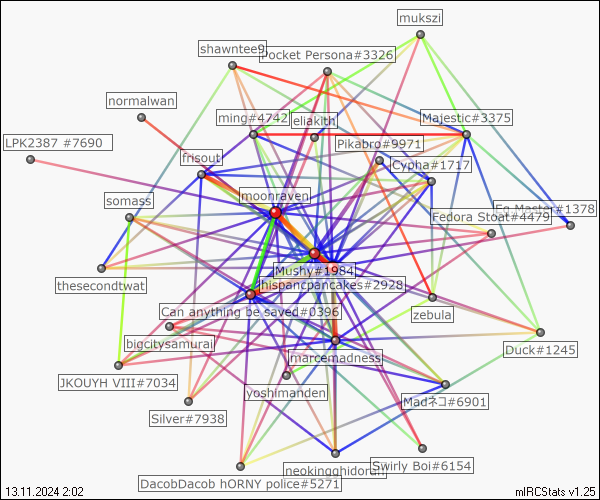 mukszi
shawntee9
Pocket Persona#3326
normalwan
ming#4742
eliakith
Majestic#3375
LPK2387 #7690
Pikabro#9971
frisout
Cypha#1717
moonraven
somass
Eg Master#1378
Fedora Stoat#4479
Mushy#1984
thesecondtwat
hispancpancakes#2928
Can anything be saved#0396
zebula
bigcitysamurai
marcemadness
Duck#1245
JKOUYH VIII#7034
yoshimanden
Madネコ#6901
Silver#7938
neokingghidorah
Swirly Boi#6154
DacobDacob hORNY police#5271
13.11.2024 2:02
mIRCStats v1.25